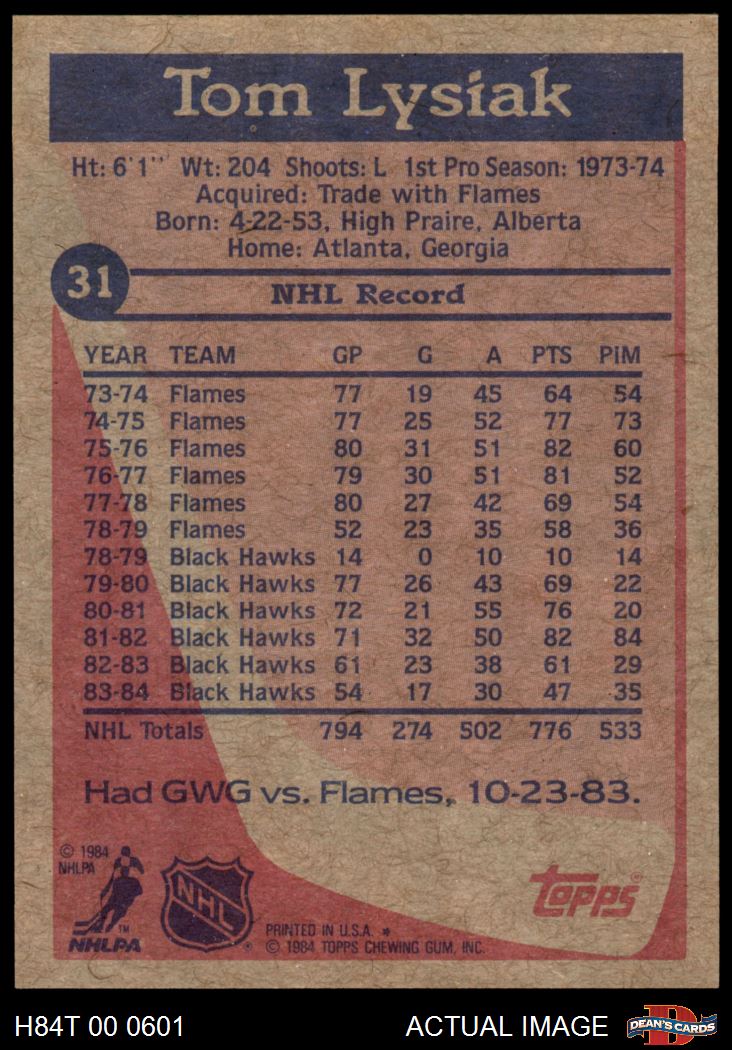 Tom Lysiak
Ht: 6'1" Wt: 204 Shoots: L 1st Pro Season: 1973-74
Acquired: Trade with Flames
Born: 4-22-53, High Praire, Alberta
Home: Atlanta, Georgia
31
NHL Record
YEAR TEAM GP G A PTS PiM
73-74 Flames 77 19 45 64 54
74-75 Flames 77 25 52 77 73
75-76 Flames 80 31 51 82 60
76-77 Flames 79 30 51 81 52
77-78 Flames 80 27 42 69 54
78-79 Flames 52 23 35 58 36
78-79 Black Hawks 14 0 10 10 14
79-80 Black Hawks 77 26 43 69 22
80-81 Black Hawks 72 21 55 76 20
81-82 Black Hawks 71 32 50 82 84
82-83 Black Hawks 61 23 38 61 29
83-84 Black Hawks 54 17 30 47 35
NHL Totals 794 274 502 776 533
Had GWG vs. Flames, 10-23-83.
© 1984
NHLPA
TM
NHLPA
NHL
®
topps®
PRINTED IN U.S.A. *
© 1984 TOPPS CHEWING GUM, INC.
H84T 00 0601
ACTUAL IMAGE
D
DEAN'S CARDS